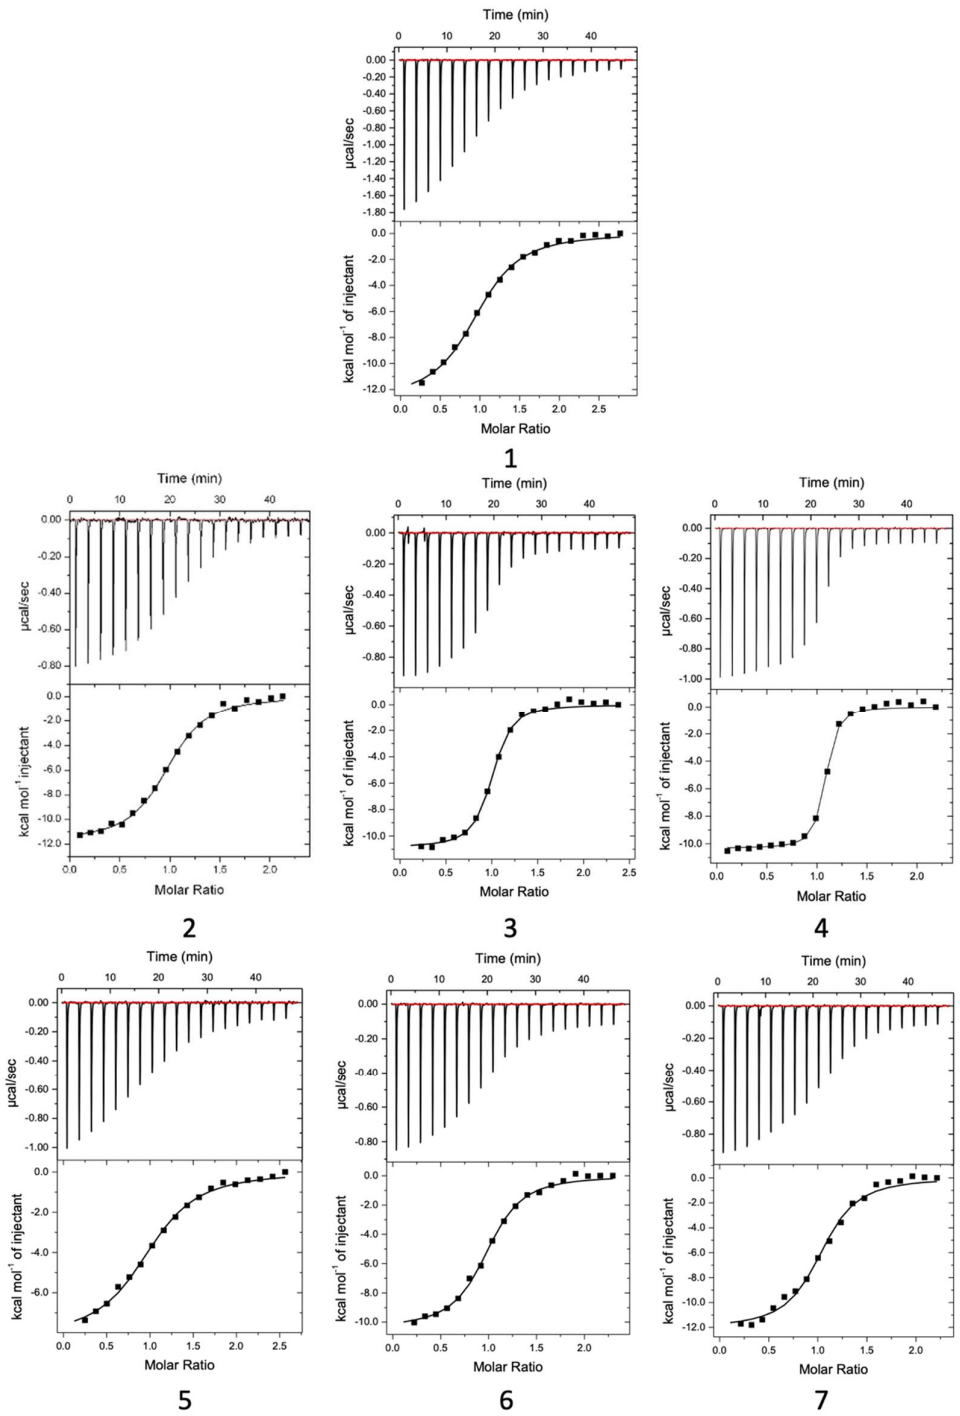 Time (min)
0 10 20 30 40
0.00
-0.20
-0.40
-0.60
-0.80
-1.00
-1.20
-1.40
-1.60
-1.80
µcal/sec
0.0
-2.0
-4.0
-6.0
-8.0
-10.0
-12.0
kcal mol⁻¹ of injectant
0.0 0.5 1.0 1.5 2.0 2.5
Molar Ratio
1
Time (min)
0 10 20 30 40
0.00
-0.20
-0.40
-0.60
-0.80
µcal/sec
0.0
-2.0
-4.0
-6.0
-8.0
-10.0
-12.0
kcal mol⁻¹ injectant
0.0 0.5 1.0 1.5 2.0
Molar Ratio
2
Time (min)
0 10 20 30 40
0.00
-0.20
-0.40
-0.60
-0.80
µcal/sec
0.0
-2.0
-4.0
-6.0
-8.0
-10.0
kcal mol⁻¹ of injectant
0.0 0.5 1.0 1.5 2.0 2.5
Molar Ratio
3
Time (min)
0 10 20 30 40
0.00
-0.20
-0.40
-0.60
-0.80
-1.00
µcal/sec
0.0
-2.0
-4.0
-6.0
-8.0
-10.0
kcal mol⁻¹ of injectant
0.0 0.5 1.0 1.5 2.0
Molar Ratio
4
Time (min)
0 10 20 30 40
0.00
-0.20
-0.40
-0.60
-0.80
-1.00
µcal/sec
0.0
-2.0
-4.0
-6.0
kcal mol⁻¹ of injectant
0.0 0.5 1.0 1.5 2.0 2.5
Molar Ratio
5
Time (min)
0 10 20 30 40
0.00
-0.20
-0.40
-0.60
-0.80
µcal/sec
0.0
-2.0
-4.0
-6.0
-8.0
-10.0
kcal mol⁻¹ of injectant
0.0 0.5 1.0 1.5 2.0
Molar Ratio
6
Time (min)
0 10 20 30 40
0.00
-0.20
-0.40
-0.60
-0.80
µcal/sec
0.0
-2.0
-4.0
-6.0
-8.0
-10.0
-12.0
kcal mol⁻¹ of injectant
0.0 0.5 1.0 1.5 2.0
Molar Ratio
7